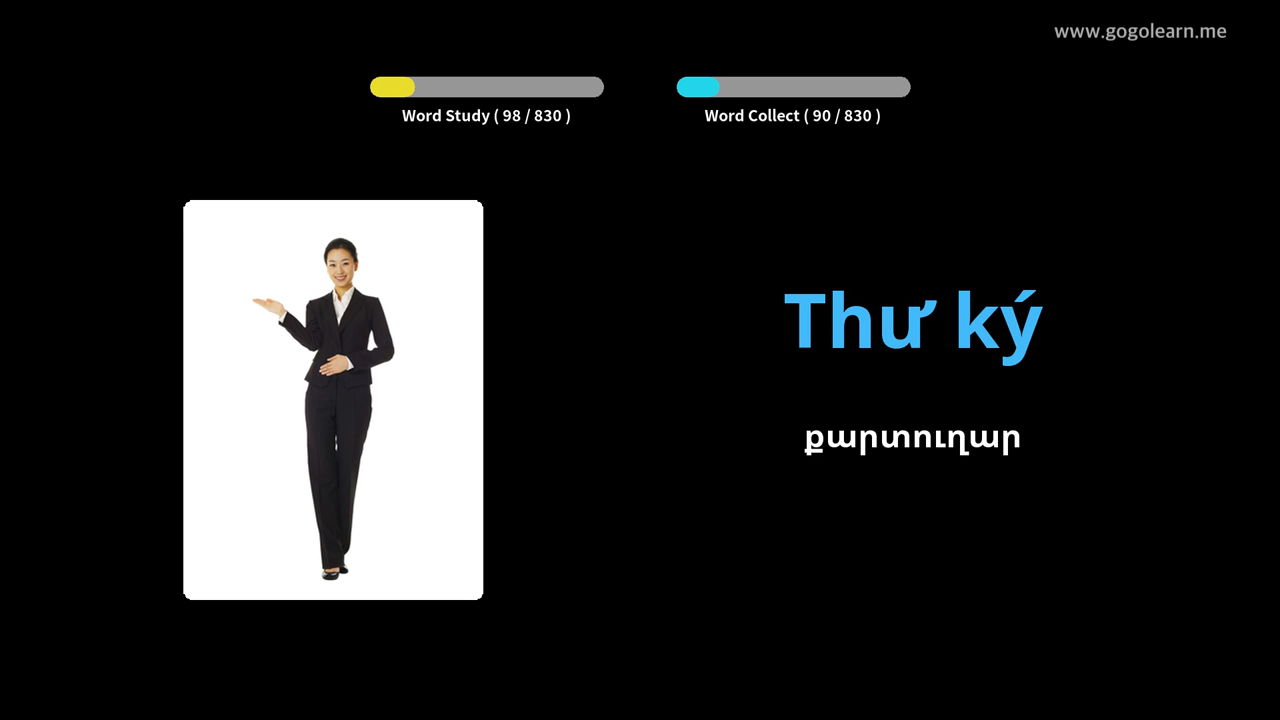 www.gogolearn.me
Word Study ( 98 / 830 )
Word Collect ( 90 / 830 )
Thư ký
քարտուղար